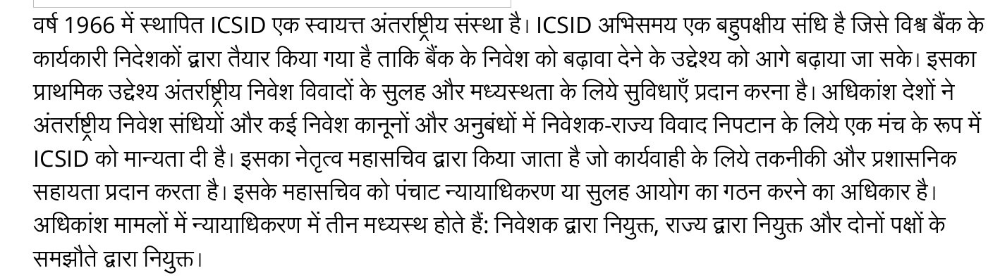 वर्ष 1966 में स्थापित ICSID एक स्वायत्त अंतर्राष्ट्रीय संस्था है। ICSID अभिसमय एक बहुपक्षीय संधि है जिसे विश्व बैंक के
कार्यकारी निदेशकों द्वारा तैयार किया गया है ताकि बैंक के निवेश को बढ़ावा देने के उद्देश्य को आगे बढ़ाया जा सके। इसका
प्राथमिक उद्देश्य अंतर्राष्ट्रीय निवेश विवादों के सुलह और मध्यस्थता के लिये सुविधाएँ प्रदान करना है। अधिकांश देशों ने
अंतर्राष्ट्रीय निवेश संधियों और कई निवेश कानूनों और अनुबंधों में निवेशक-राज्य विवाद निपटान के लिये एक मंच के रूप में
ICSID को मान्यता दी है। इसका नेतृत्व महासचिव द्वारा किया जाता है जो कार्यवाही के लिये तकनीकी और प्रशासनिक
सहायता प्रदान करता है। इसके महासचिव को पंचाट न्यायाधिकरण या सुलह आयोग का गठन करने का अधिकार है।
अधिकांश मामलों में न्यायाधिकरण में तीन मध्यस्थ होते हैं: निवेशक द्वारा नियुक्त, राज्य द्वारा नियुक्त और दोनों पक्षों के
समझौते द्वारा नियुक्त।